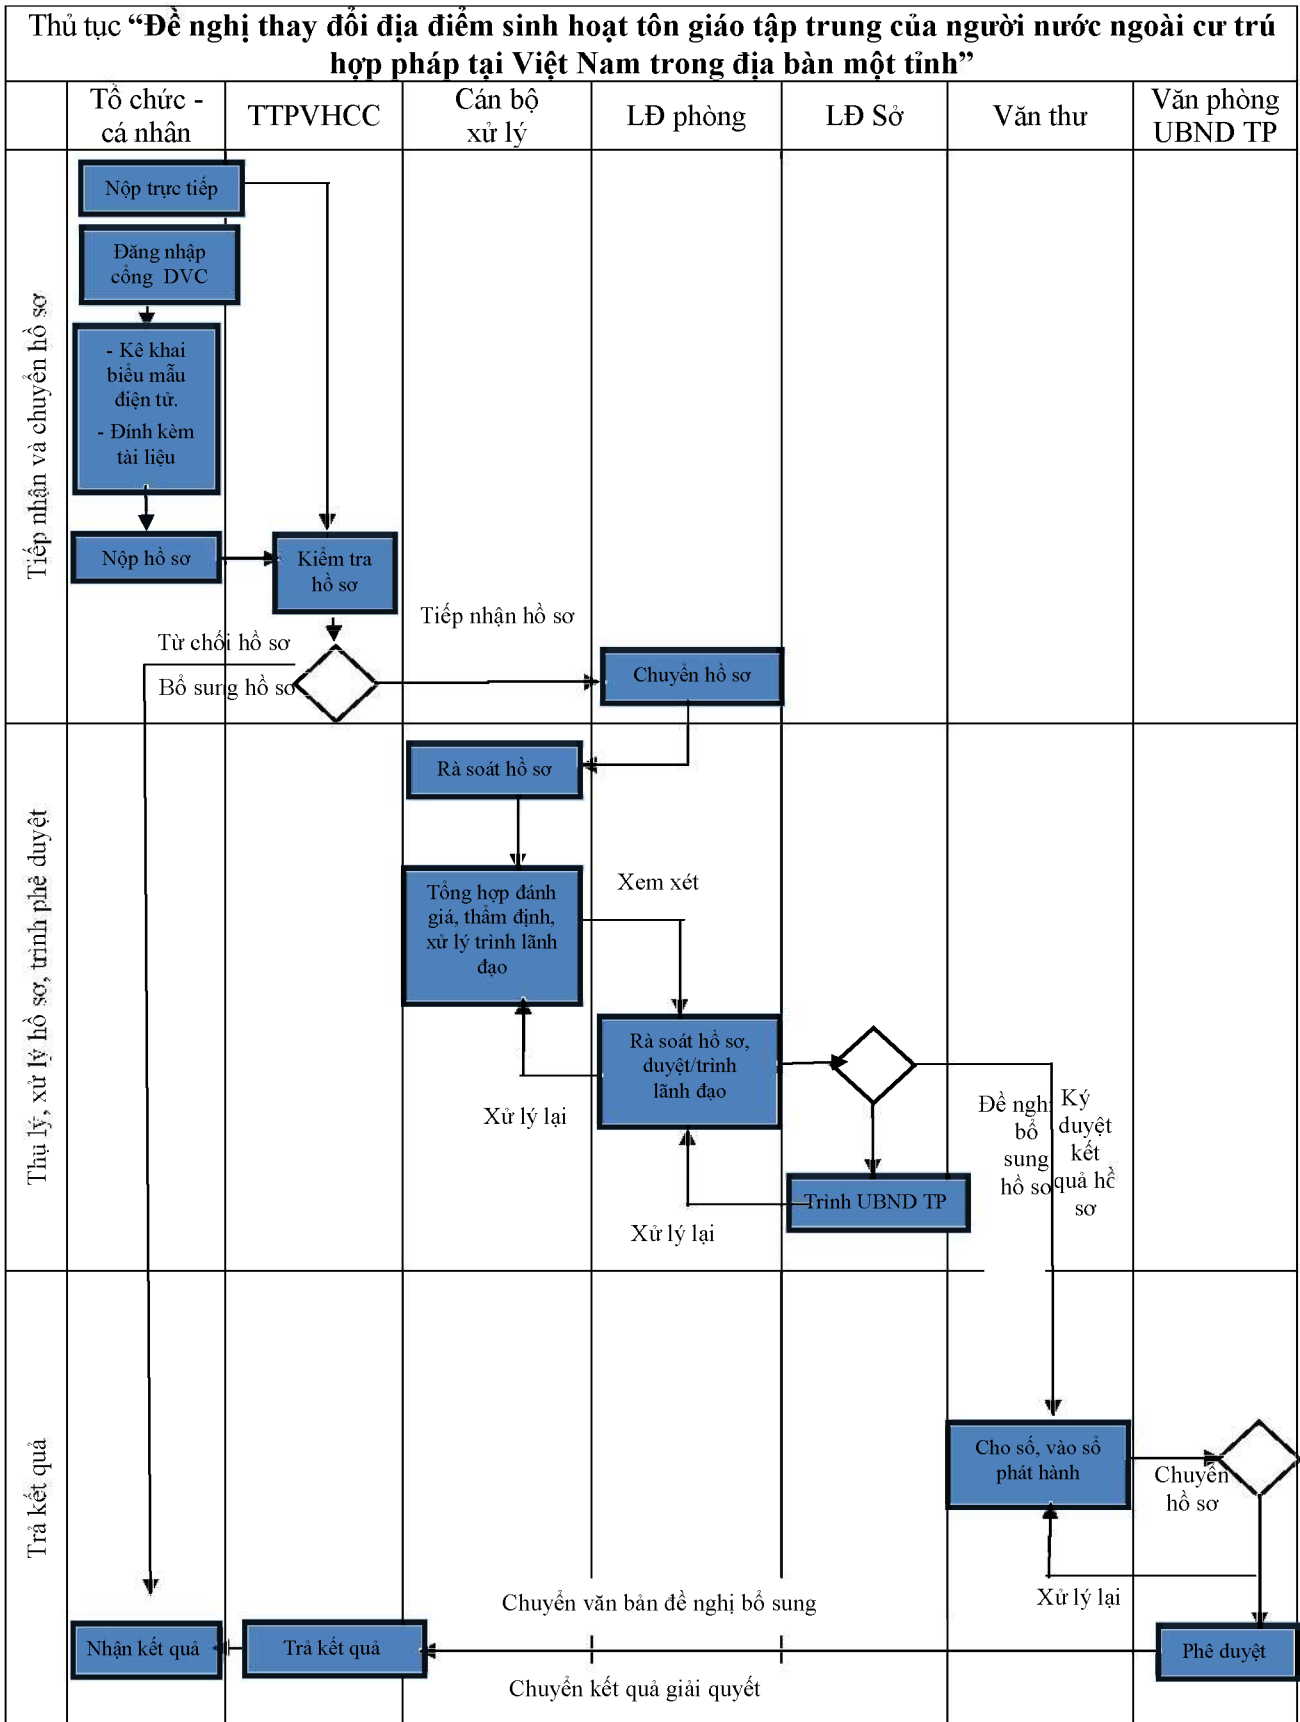 Thủ tục “Đề nghị thay đổi địa điểm sinh hoạt tôn giáo tập trung của người nước ngoài cư trú
hợp pháp tại Việt Nam trong địa bàn một tỉnh”
Tổ chức -
cá nhân
TTPVHCC
Cán bộ
xử lý
LĐ phòng
LĐ Sở
Văn thư
Văn phòng
UBND TP
Tiếp nhận và chuyển hồ sơ
Nộp trực tiếp
Đăng nhập
cổng DVC
- Kê khai
biểu mẫu
điện tử.
- Đính kèm
tài liệu
Nộp hồ sơ
Kiểm tra
hồ sơ
Tiếp nhận hồ sơ
Từ chối hồ sơ
Bổ sung hồ sơ
Chuyển hồ sơ
Thụ lý, xử lý hồ sơ, trình phê duyệt
Rà soát hồ sơ
Tổng hợp đánh
giá, thẩm định,
xử lý trình lãnh
đạo
Xem xét
Rà soát hồ sơ,
duyệt/trình
lãnh đạo
Xử lý lại
Đề nghị
bổ
sung
hồ sơ
Ký
duyệt
kết
quả hồ
sơ
Trình UBND TP
Xử lý lại
Trả kết quả
Cho số, vào sổ
phát hành
Chuyển
hồ sơ
Xử lý lại
Chuyển văn bản đề nghị bổ sung
Nhận kết quả
Trả kết quả
Phê duyệt
Chuyển kết quả giải quyết